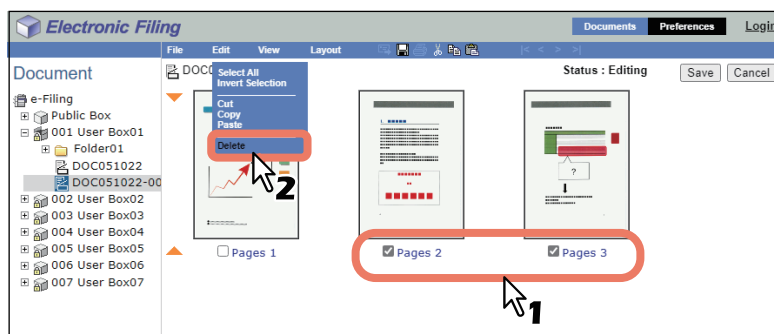 Electronic Filing
Documents Preferences Login
File Edit View Layout |< < > >|
Document
DOC
Status : Editing
Save Cancel
Select All
Invert Selection
Cut
Copy
Paste
Delete
e-Filing
Public Box
001 User Box01
Folder01
DOC051022
DOC051022-00
002 User Box02
003 User Box03
004 User Box04
005 User Box05
006 User Box06
007 User Box07
?
Pages 1
Pages 2
Pages 3
2
1